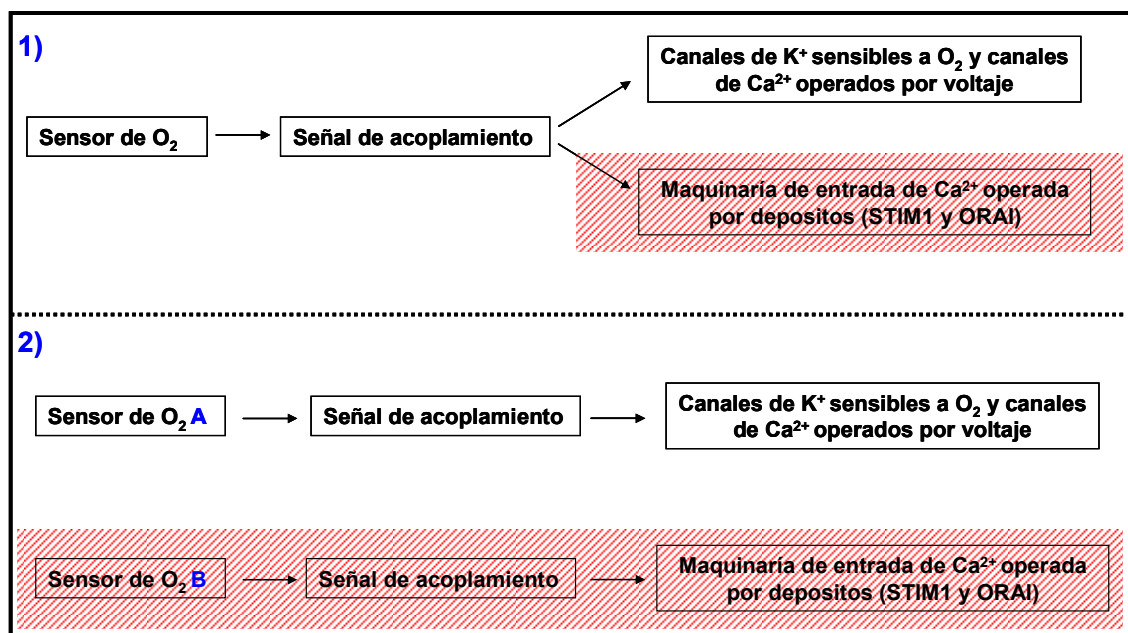 1)
Canales de K+ sensibles a O2 y canales
de Ca2+ operados por voltaje
Sensor de O2
Señal de acoplamiento
Maquinaría de entrada de Ca2+ operada
por depositos (STIM1 y ORAI)
2)
Sensor de O2 A
Señal de acoplamiento
Canales de K+ sensibles a O2 y canales
de Ca2+ operados por voltaje
Sensor de O2 B
Señal de acoplamiento
Maquinaría de entrada de Ca2+ operada
por depositos (STIM1 y ORAI)